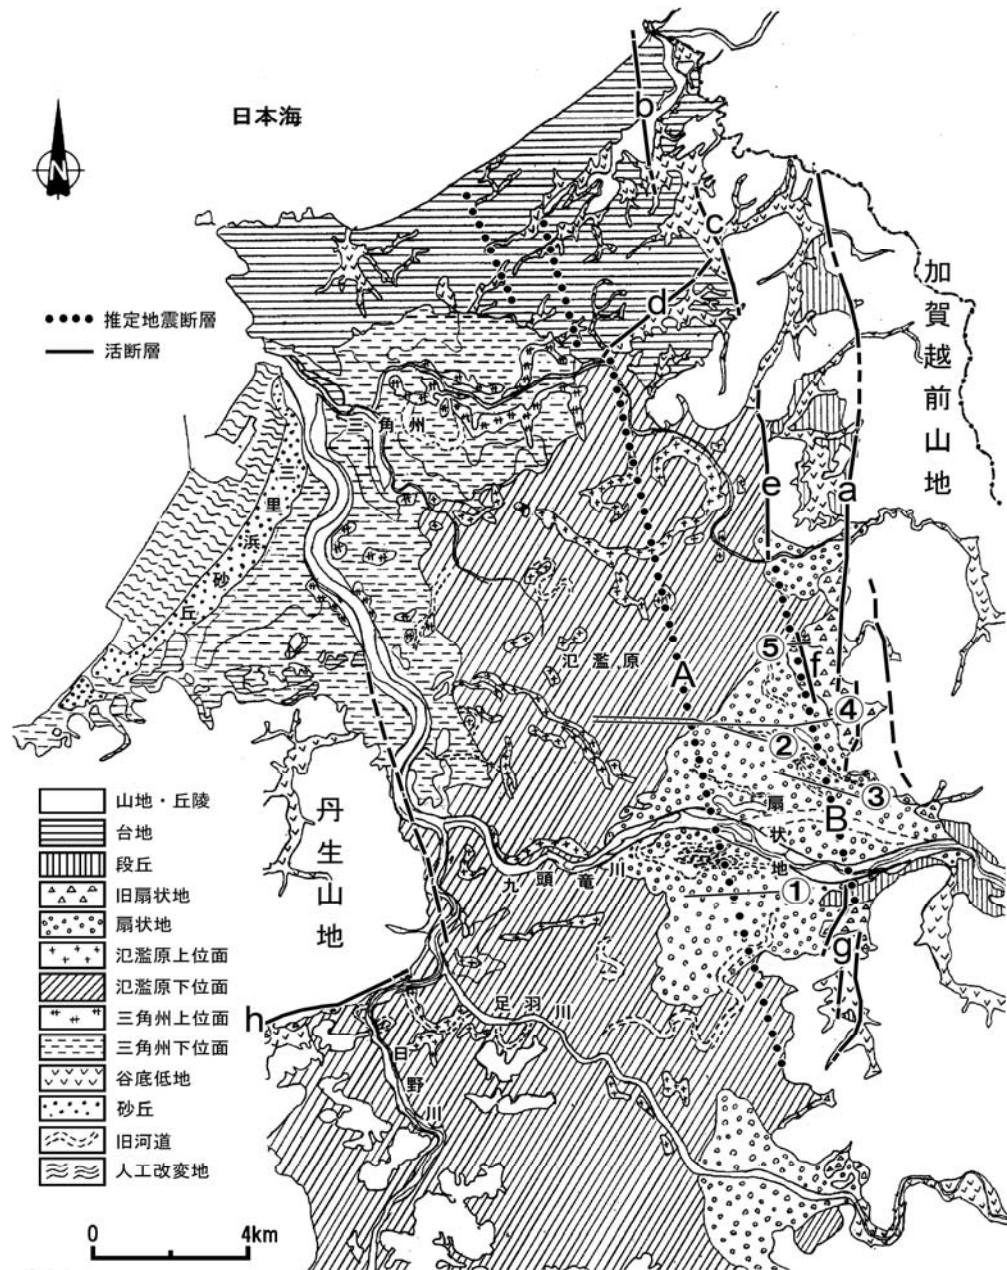 日本海
N
推定地震断層
活断層
加賀越前山地
b
c
d
e
a
三角州
三里浜砂丘
氾濫原
A
⑤
f
④
②
③
扇状地
B
①
九頭竜川
g
丹生山地
足羽川
日野川
h
山地・丘陵
台地
段丘
旧扇状地
扇状地
氾濫原上位面
氾濫原下位面
三角州上位面
三角州下位面
谷底低地
砂丘
旧河道
人工改変地
0 4km